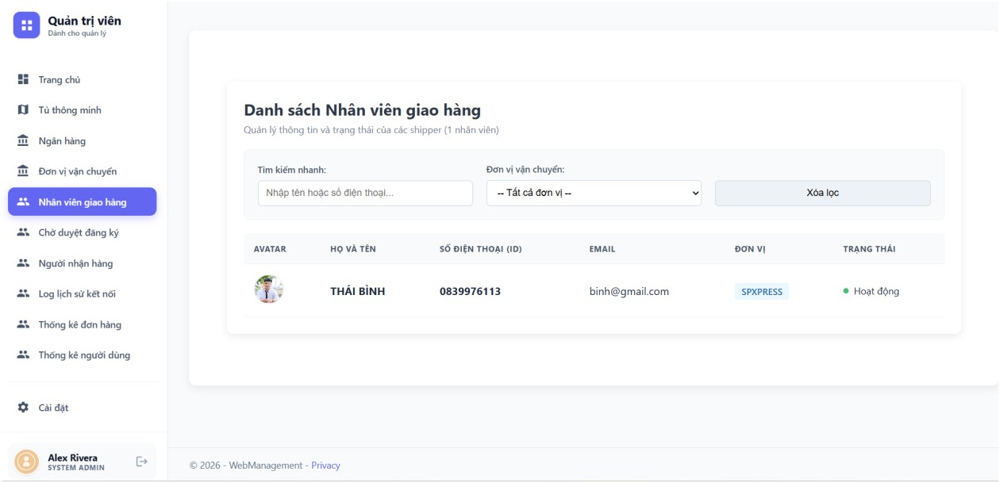 Quản trị viên
Dành cho quản lý
Trang chủ
Tủ thông minh
Ngân hàng
Đơn vị vận chuyển
Nhân viên giao hàng
Chờ duyệt đăng ký
Người nhận hàng
Log lịch sử kết nối
Thống kê đơn hàng
Thống kê người dùng
Cài đặt
Alex Rivera
SYSTEM ADMIN
Danh sách Nhân viên giao hàng
Quản lý thông tin và trạng thái của các shipper (1 nhân viên)
Tìm kiếm nhanh: Đơn vị vận chuyển:
Nhập tên hoặc số điện thoại... -- Tất cả đơn vị -- Xóa lọc
AVATAR HỌ VÀ TÊN SỐ ĐIỆN THOẠI (ID) EMAIL ĐƠN VỊ TRẠNG THÁI
THÁI BÌNH 0839976113 binh@gmail.com SPXPRESS Hoạt động
© 2026 - WebManagement - Privacy